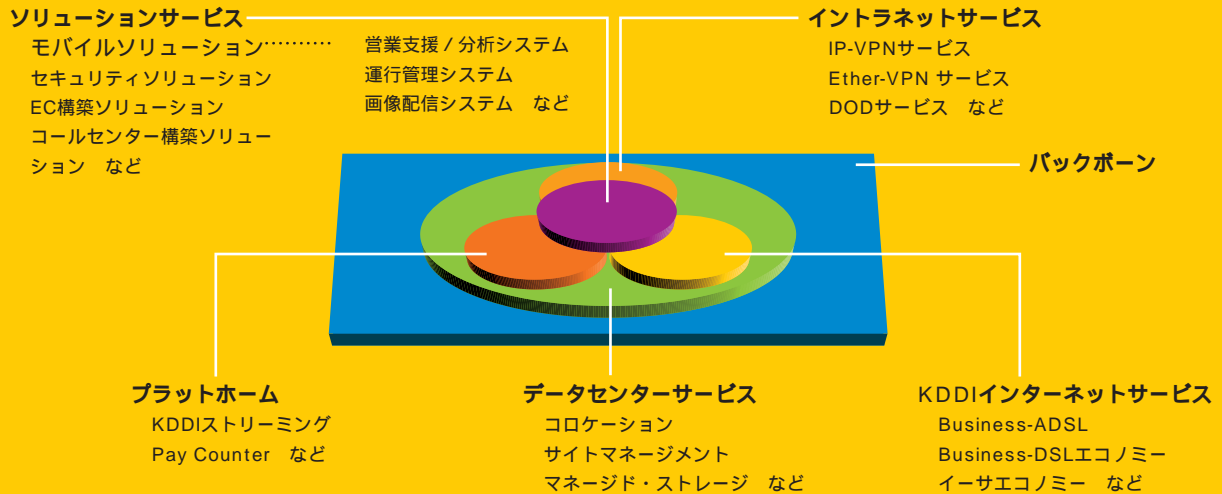 ソリューションサービス
モバイルソリューション‥‥‥‥‥
セキュリティソリューション
EC構築ソリューション
コールセンター構築ソリュー
ション　など
営業支援 / 分析システム
運行管理システム
画像配信システム　など
イントラネットサービス
IP-VPNサービス
Ether-VPN サービス
DODサービス　など
バックボーン
プラットホーム
KDDIストリーミング
Pay Counter　など
データセンターサービス
コロケーション
サイトマネージメント
マネージド・ストレージ　など
KDDIインターネットサービス
Business-ADSL
Business-DSLエコノミー
イーサエコノミー　など